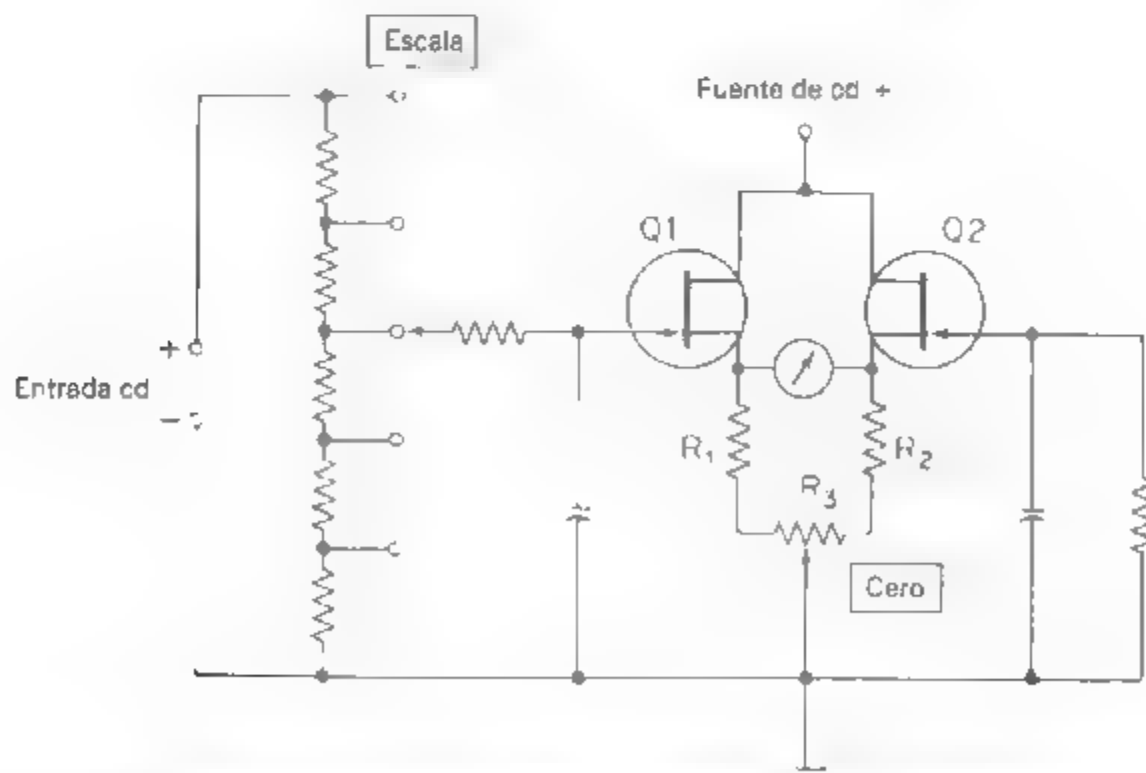 Escala
Fuente de cd +
Q1
Q2
+
Entrada cd
−
R1
R2
R3
Cero